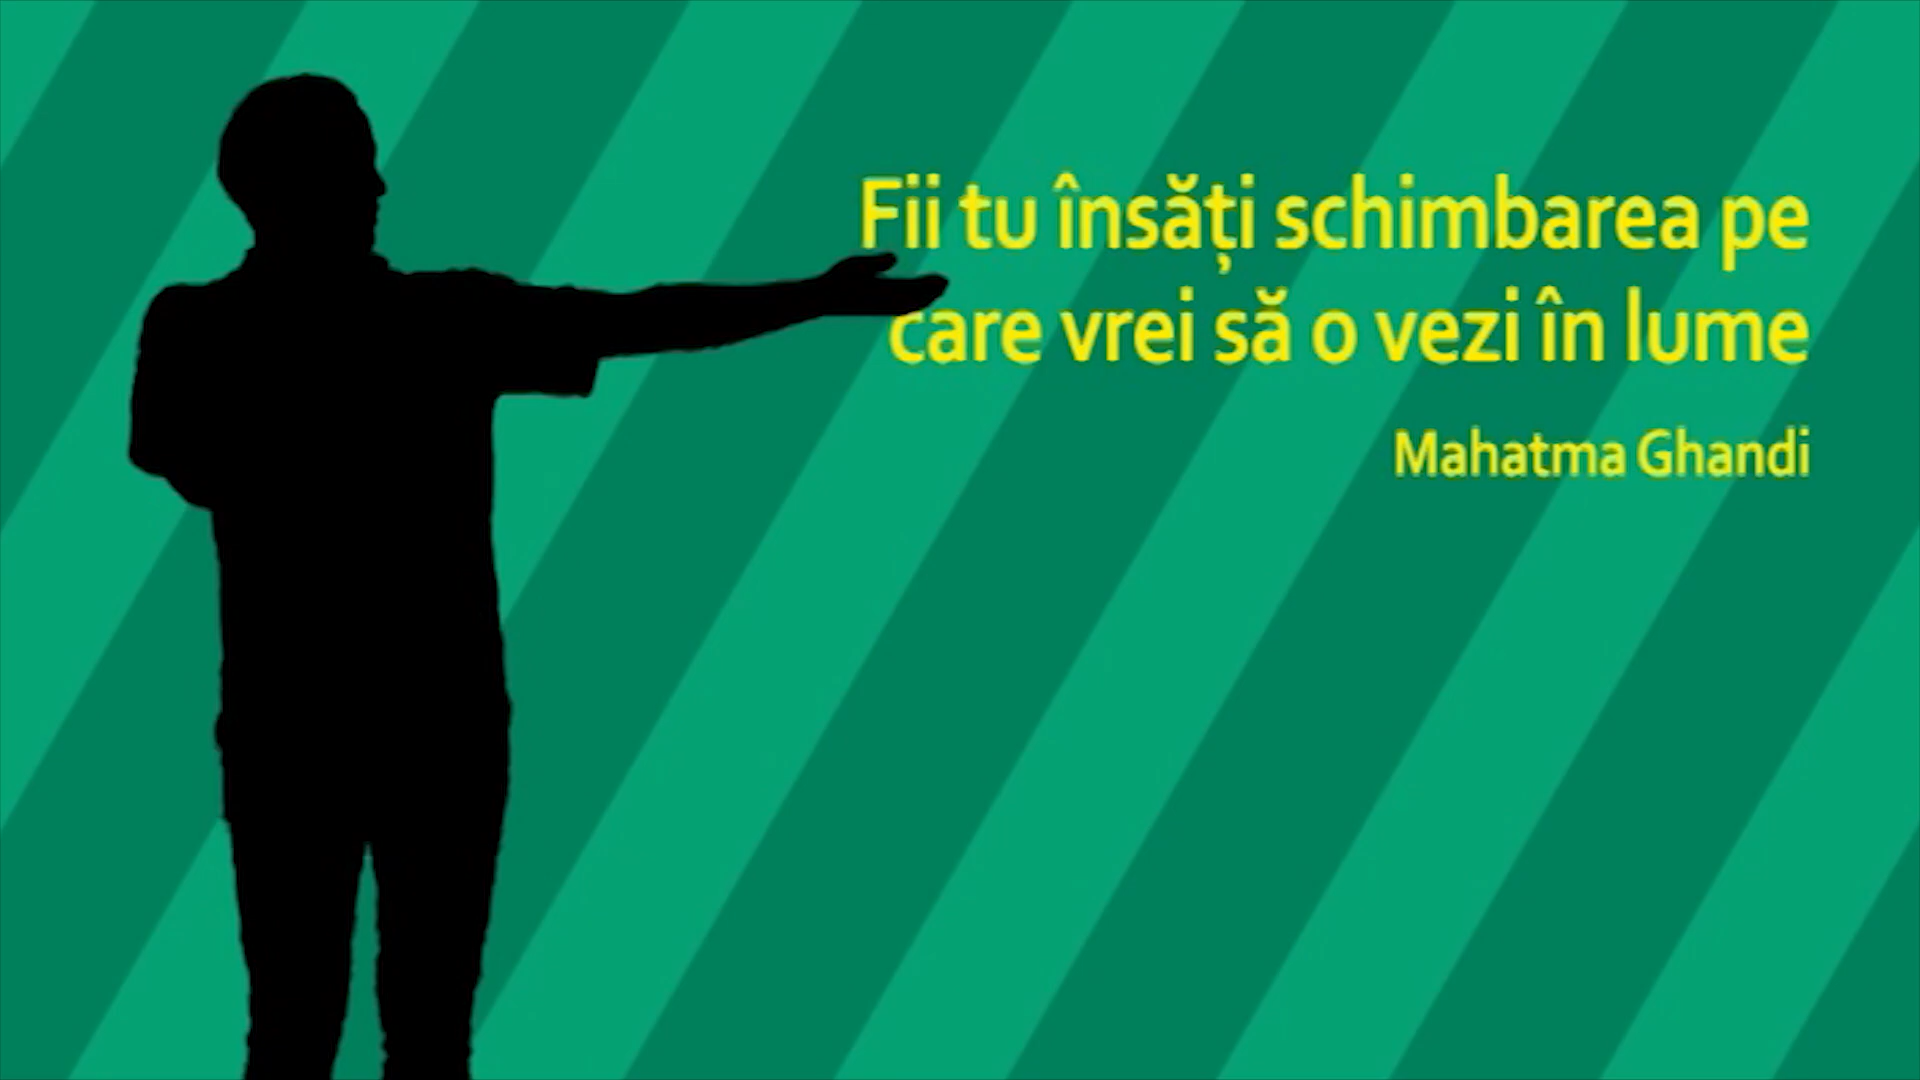 Fii tu însăți schimbarea pe
care vrei să o vezi în lume
Mahatma Ghandi